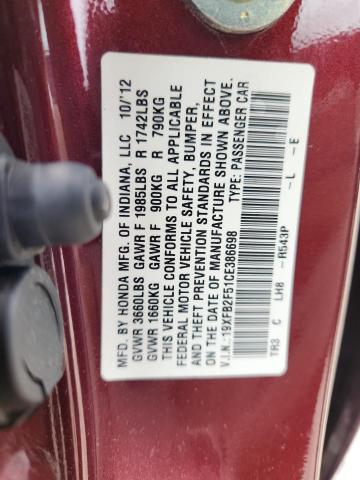 MFD. BY HONDA MFG. OF INDIANA, LLC 10/'12
GVWR 3660LBS GAWR F 1985LBS R 1742LBS
GVWR 1660KG GAWR F 900KG R 790KG
THIS VEHICLE CONFORMS TO ALL APPLICABLE
FEDERAL MOTOR VEHICLE SAFETY, BUMPER,
AND THEFT PREVENTION STANDARDS IN EFFECT
ON THE DATE OF MANUFACTURE SHOWN ABOVE.
V.I.N.:19XFB2F51CE386698 TYPE: PASSENGER CAR
TR3 C LH8 -R543P -L -E